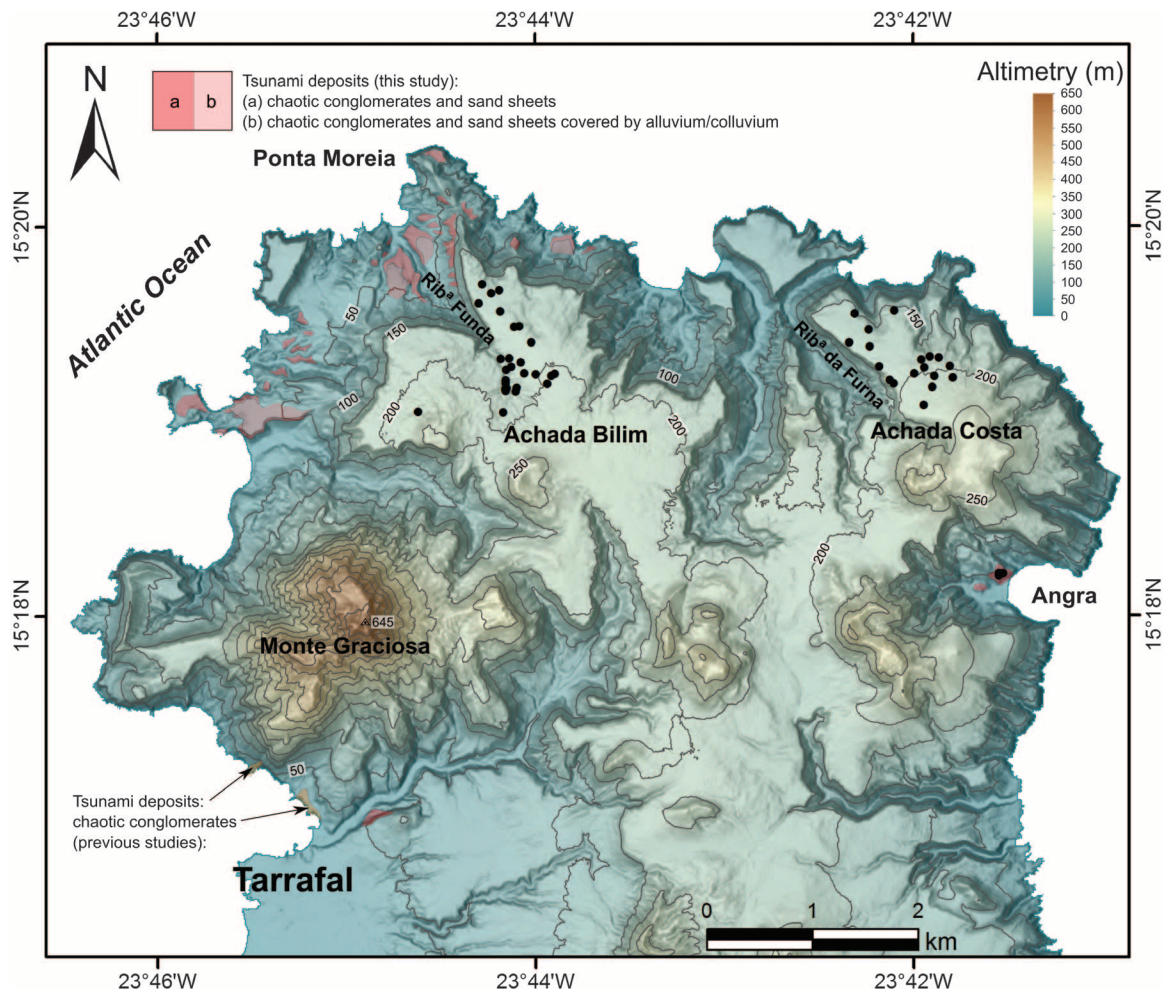 23°46'W
23°44'W
23°42'W
N
a
b
Tsunami deposits (this study):
(a) chaotic conglomerates and sand sheets
(b) chaotic conglomerates and sand sheets covered by alluvium/colluvium
Altimetry (m)
650
600
550
500
450
400
350
300
250
200
150
100
50
0
Ponta Moreia
15°20'N
15°20'N
Atlantic Ocean
Ribª Funda
Ribª da Furna
50
150
150
100
100
200
200
200
Achada Bilim
Achada Costa
200
250
250
200
Angra
15°18'N
15°18'N
645
Monte Graciosa
50
Tsunami deposits:
chaotic conglomerates
(previous studies):
Tarrafal
0
1
2
km
23°46'W
23°44'W
23°42'W